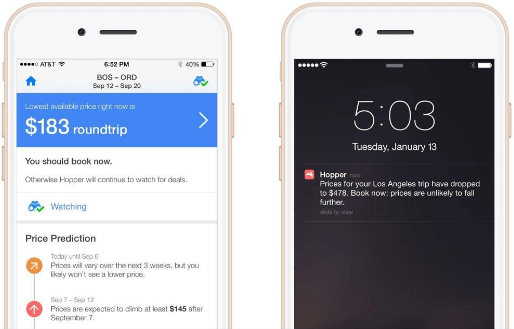 AT&T 6:52 PM 40%
BOS – ORD
Sep 12 – Sep 20
Lowest available price right now is
$183 roundtrip
You should book now.
Otherwise Hopper will continue to watch for deals.
Watching
Price Prediction
Today until Sep 6
Prices will vary over the next 3 weeks, but you
likely won't see a lower price.
Sep 7 – Sep 12
Prices are expected to climb at least $145 after
September 7.
5:03
Tuesday, January 13
Hopper now
Prices for your Los Angeles trip have dropped
to $478. Book now: prices are unlikely to fall
further.
slide to view